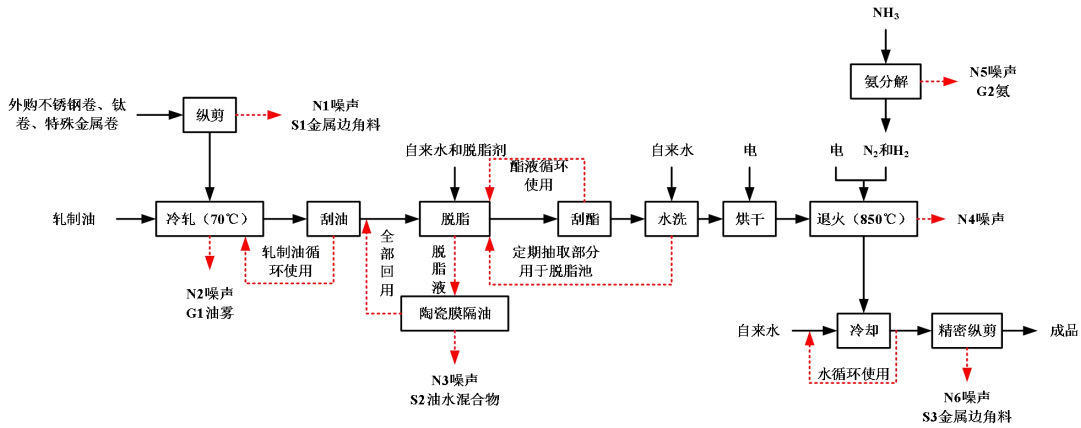 NH3
氨分解
N5噪声
G2氨
外购不锈钢卷、钛
卷、特殊金属卷
纵剪
N1噪声
S1金属边角料
自来水和脱脂剂
酯液循环
使用
自来水
电
电
N2和H2
轧制油
冷轧（70℃）
刮油
脱脂
刮酯
水洗
烘干
退火（850℃）
N4噪声
轧制油循
环使用
全部回用
脱脂液
定期抽取部分
用于脱脂池
N2噪声
G1油雾
陶瓷膜隔油
自来水
冷却
精密纵剪
成品
水循环使用
N3噪声
S2油水混合物
N6噪声
S3金属边角料